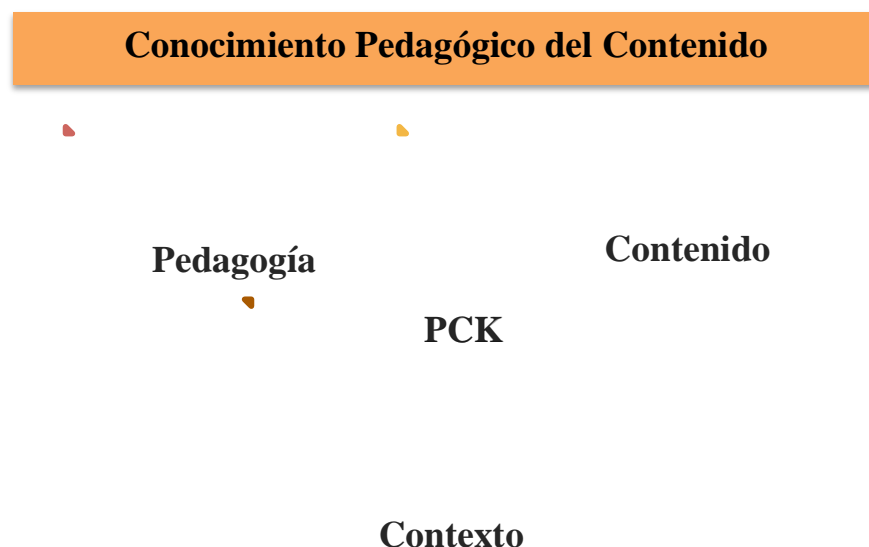 Conocimiento Pedagógico del Contenido
Pedagogía
Contenido
PCK
Contexto